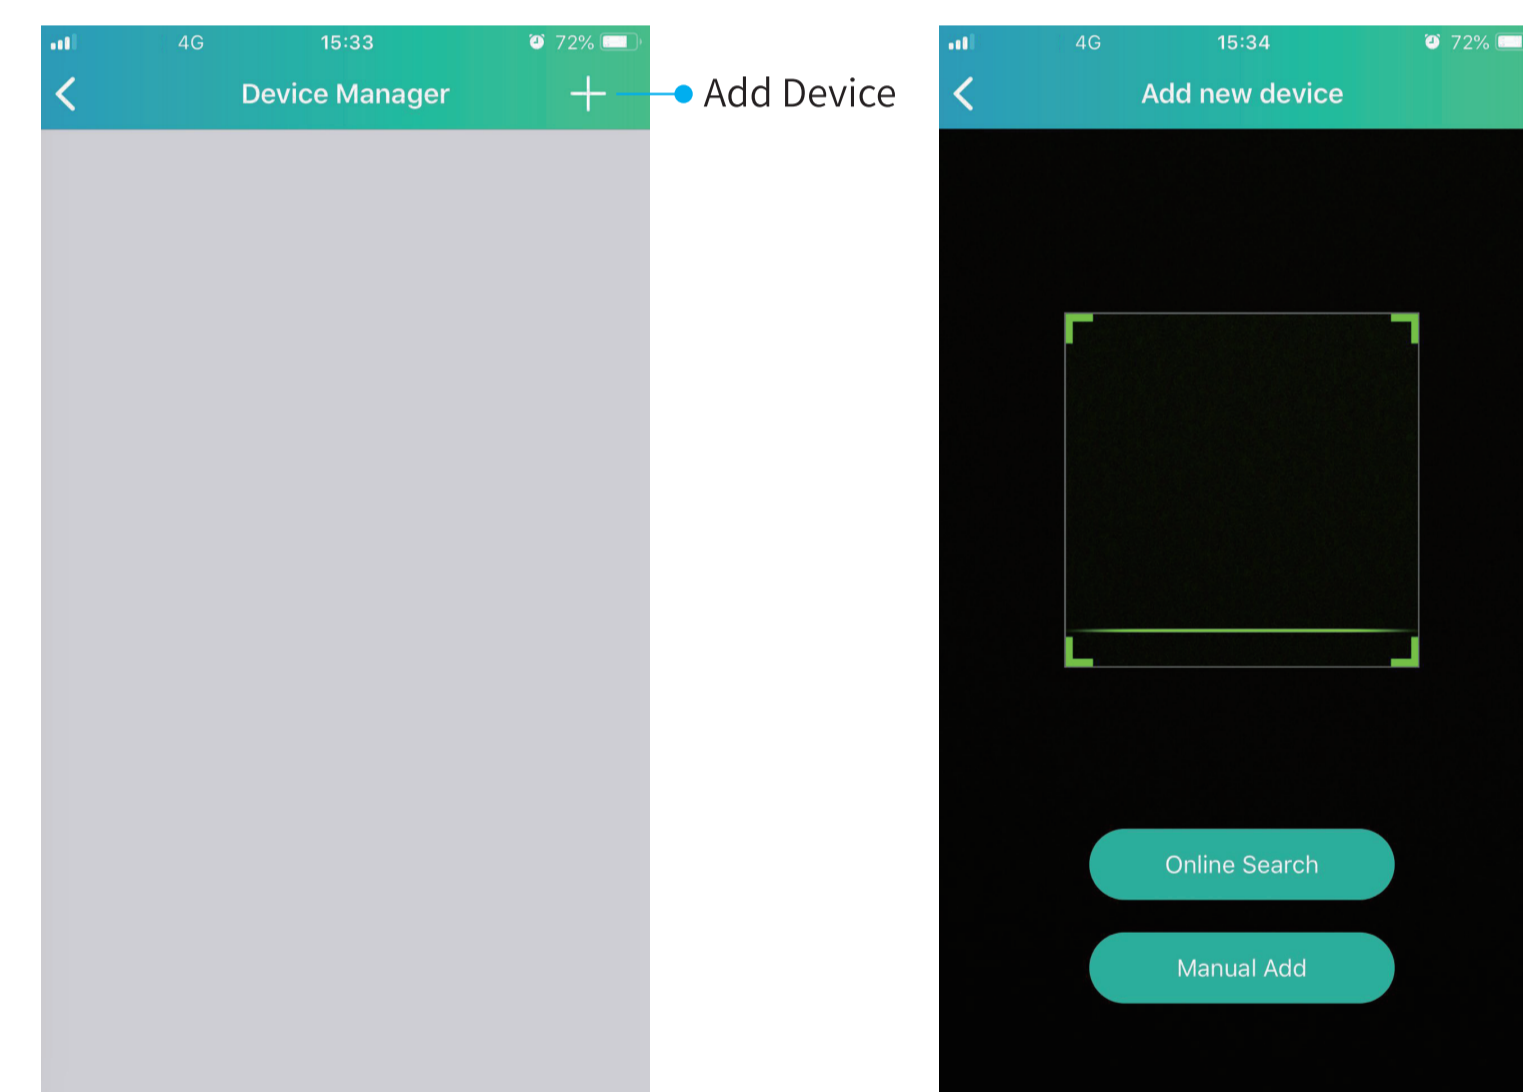 4G 15:33 72%
Device Manager
Add Device
4G 15:34 72%
Add new device
Online Search
Manual Add